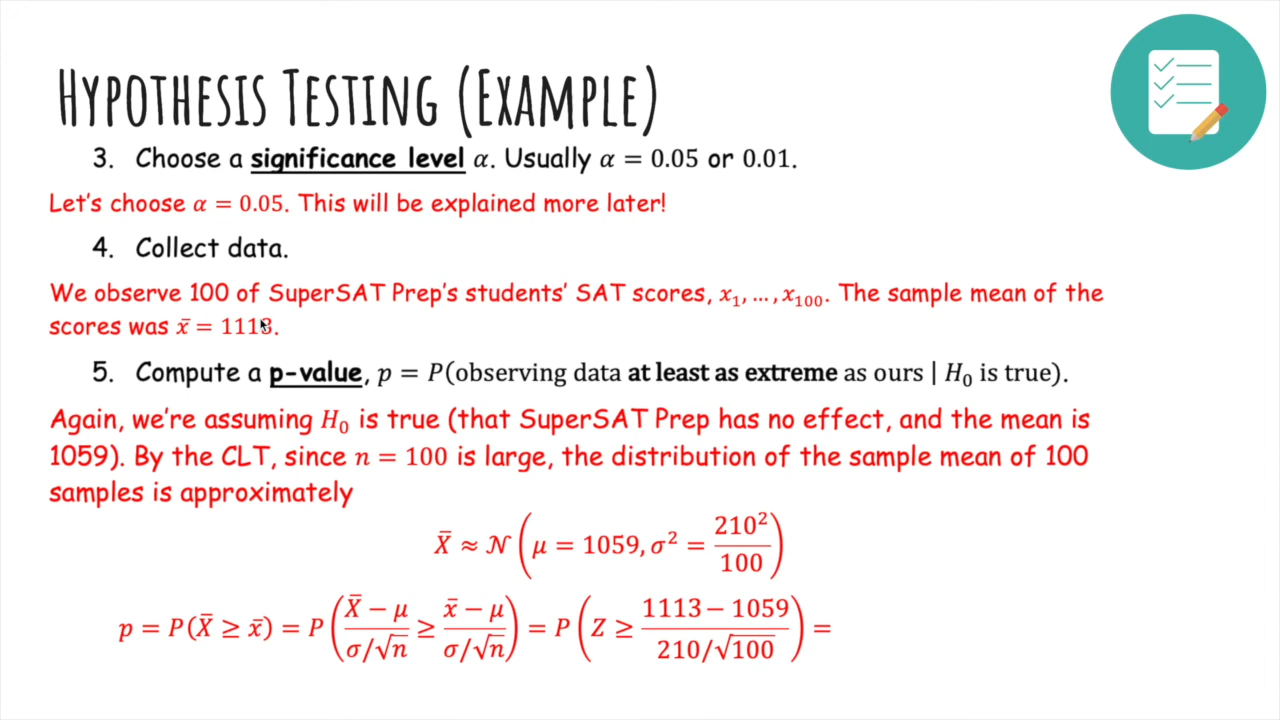 HYPOTHESIS TESTING (EXAMPLE)
3. Choose a significance level α. Usually α = 0.05 or 0.01.
Let's choose α = 0.05. This will be explained more later!
4. Collect data.
We observe 100 of SuperSAT Prep's students' SAT scores, x₁, … , x₁₀₀. The sample mean of the
scores was x̄ = 1113.
5. Compute a p-value, p = P(observing data at least as extreme as ours | H₀ is true).
Again, we're assuming H₀ is true (that SuperSAT Prep has no effect, and the mean is
1059). By the CLT, since n = 100 is large, the distribution of the sample mean of 100
samples is approximately
X̄ ≈ 𝒩(μ = 1059, σ² = 210²/100)
p = P(X̄ ≥ x̄) = P((X̄ − μ)/(σ/√n) ≥ (x̄ − μ)/(σ/√n)) = P(Z ≥ (1113 − 1059)/(210/√100)) =